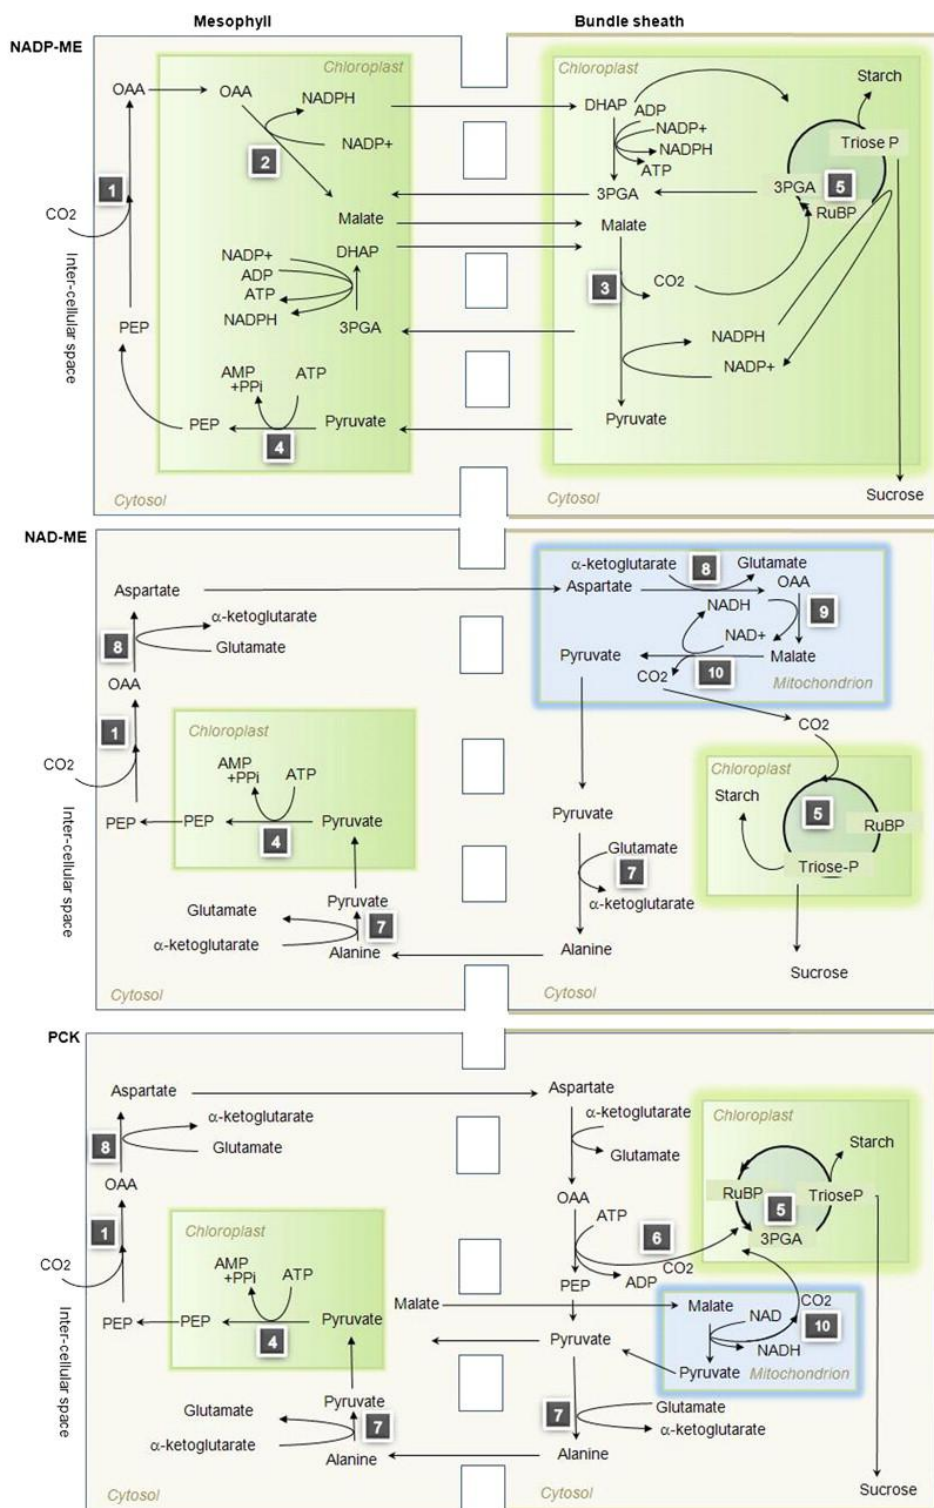 Mesophyll
Bundle sheath
NADP-ME
Chloroplast
Chloroplast
OAA
OAA
NADPH
2
NADP+
1
CO2
Inter-cellular space
Malate
NADP+
ADP
ATP
NADPH
DHAP
3PGA
PEP
AMP
+PPi
ATP
PEP
4
Pyruvate
Cytosol
DHAP
ADP
NADP+
NADPH
ATP
3PGA
Malate
3
CO2
NADPH
NADP+
Pyruvate
Starch
Triose P
3PGA
5
RuBP
Sucrose
Cytosol
NAD-ME
Aspartate
α-ketoglutarate
8
Glutamate
OAA
1
CO2
Inter-cellular space
Chloroplast
AMP
+PPi
ATP
PEP
PEP
4
Pyruvate
Glutamate
Pyruvate
7
α-ketoglutarate
Alanine
Cytosol
α-ketoglutarate
8
Glutamate
Aspartate
OAA
NADH
9
NAD+
Pyruvate
Malate
CO2
10
Mitochondrion
CO2
Chloroplast
Starch
5
RuBP
Triose-P
Pyruvate
Glutamate
7
α-ketoglutarate
Alanine
Sucrose
Cytosol
PCK
Aspartate
α-ketoglutarate
8
Glutamate
OAA
1
CO2
Inter-cellular space
Chloroplast
AMP
+PPi
ATP
PEP
PEP
4
Pyruvate
Malate
Glutamate
Pyruvate
7
α-ketoglutarate
Alanine
Cytosol
Aspartate
α-ketoglutarate
Glutamate
OAA
ATP
6
CO2
ADP
PEP
Chloroplast
Starch
RuBP
TrioseP
5
3PGA
Malate
NAD
CO2
10
NADH
Pyruvate
Mitochondrion
Pyruvate
7
Glutamate
α-ketoglutarate
Alanine
Sucrose
Cytosol